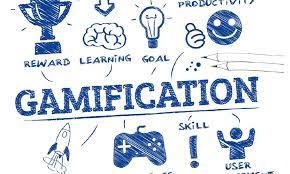 PRODUCTIVITY
REWARD LEARNING GOAL
GAMIFICATION
SKILL
USER